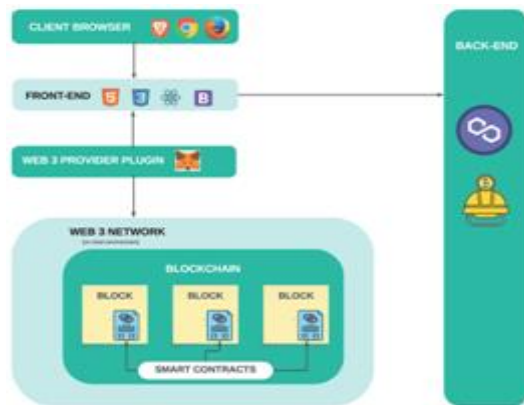 CLIENT BROWSER
BACK-END
FRONT-END
WEB 3 PROVIDER PLUGIN
WEB 3 NETWORK
BLOCKCHAIN
BLOCK
BLOCK
BLOCK
SMART CONTRACTS